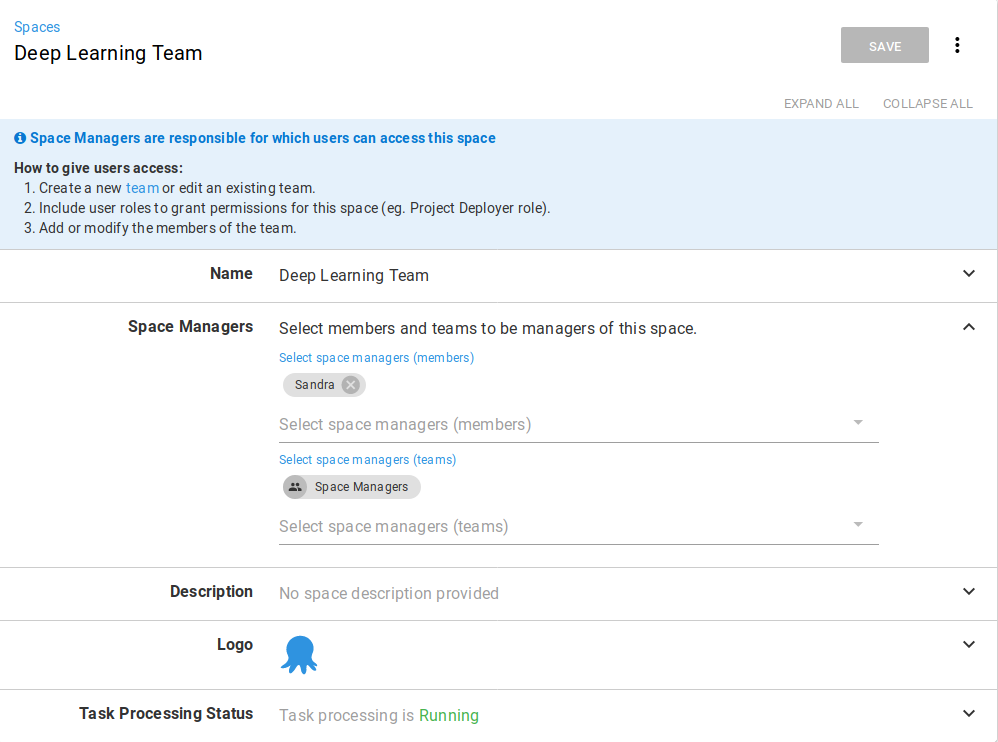 Spaces
Deep Learning Team
SAVE
EXPAND ALL COLLAPSE ALL
Space Managers are responsible for which users can access this space
How to give users access:
1. Create a new team or edit an existing team.
2. Include user roles to grant permissions for this space (eg. Project Deployer role).
3. Add or modify the members of the team.
Name Deep Learning Team
Space Managers Select members and teams to be managers of this space.
Select space managers (members)
Sandra
Select space managers (members)
Select space managers (teams)
Space Managers
Select space managers (teams)
Description No space description provided
Logo
Task Processing Status Task processing is Running